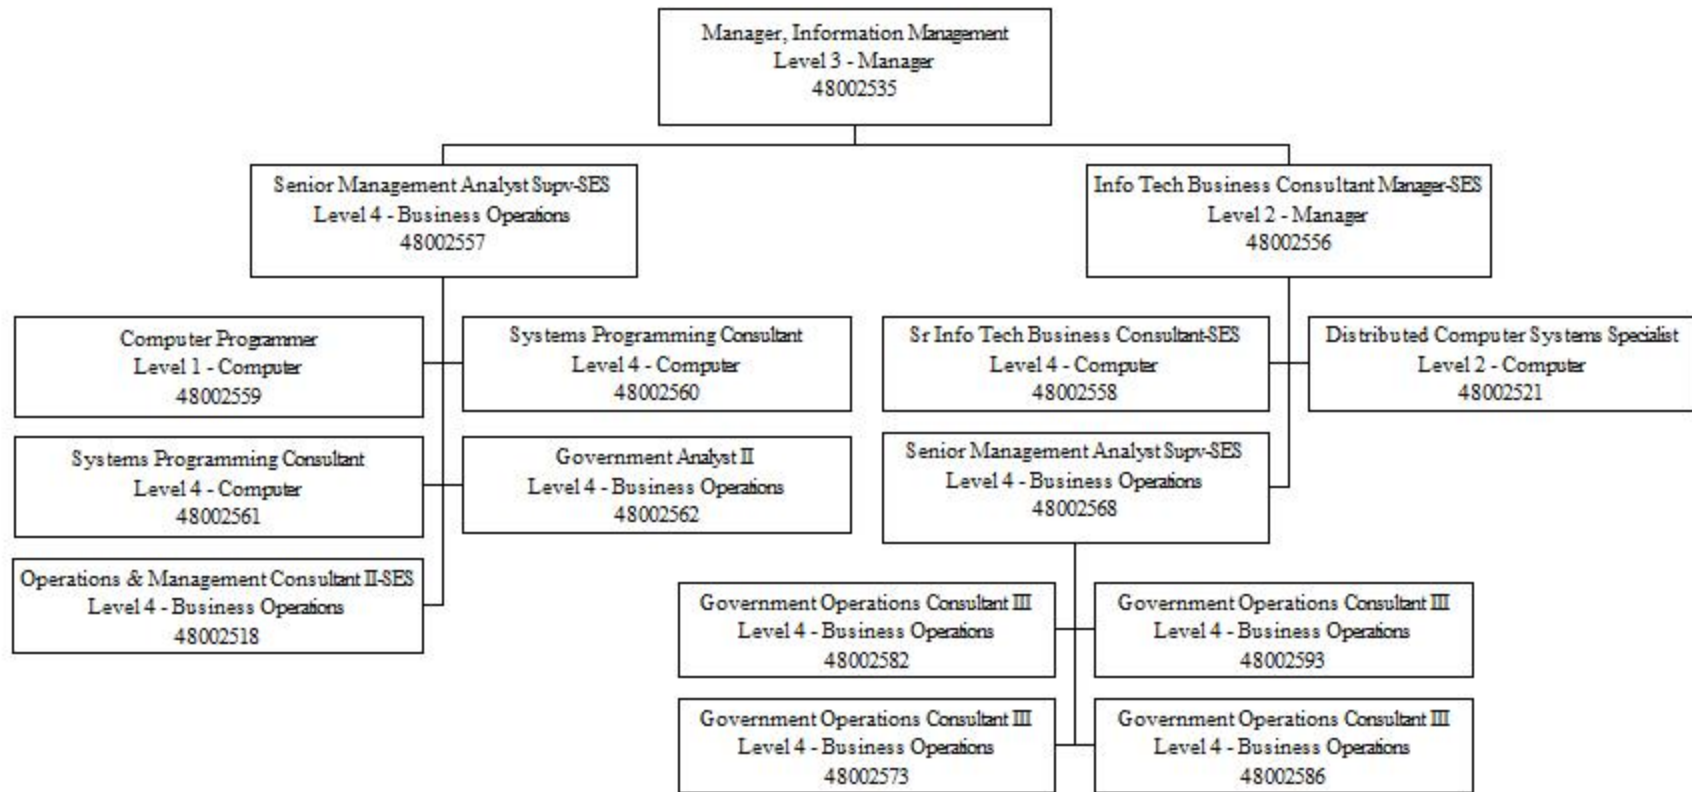 Manager, Information Management
Level 3 - Manager
48002535
Senior Management Analyst Supv-SES
Level 4 - Business Operations
48002557
Info Tech Business Consultant Manager-SES
Level 2 - Manager
48002556
Computer Programmer
Level 1 - Computer
48002559
Systems Programming Consultant
Level 4 - Computer
48002560
Sr Info Tech Business Consultant-SES
Level 4 - Computer
48002558
Distributed Computer Systems Specialist
Level 2 - Computer
48002521
Systems Programming Consultant
Level 4 - Computer
48002561
Government Analyst II
Level 4 - Business Operations
48002562
Senior Management Analyst Supv-SES
Level 4 - Business Operations
48002568
Operations & Management Consultant II-SES
Level 4 - Business Operations
48002518
Government Operations Consultant III
Level 4 - Business Operations
48002582
Government Operations Consultant III
Level 4 - Business Operations
48002593
Government Operations Consultant III
Level 4 - Business Operations
48002573
Government Operations Consultant III
Level 4 - Business Operations
48002586